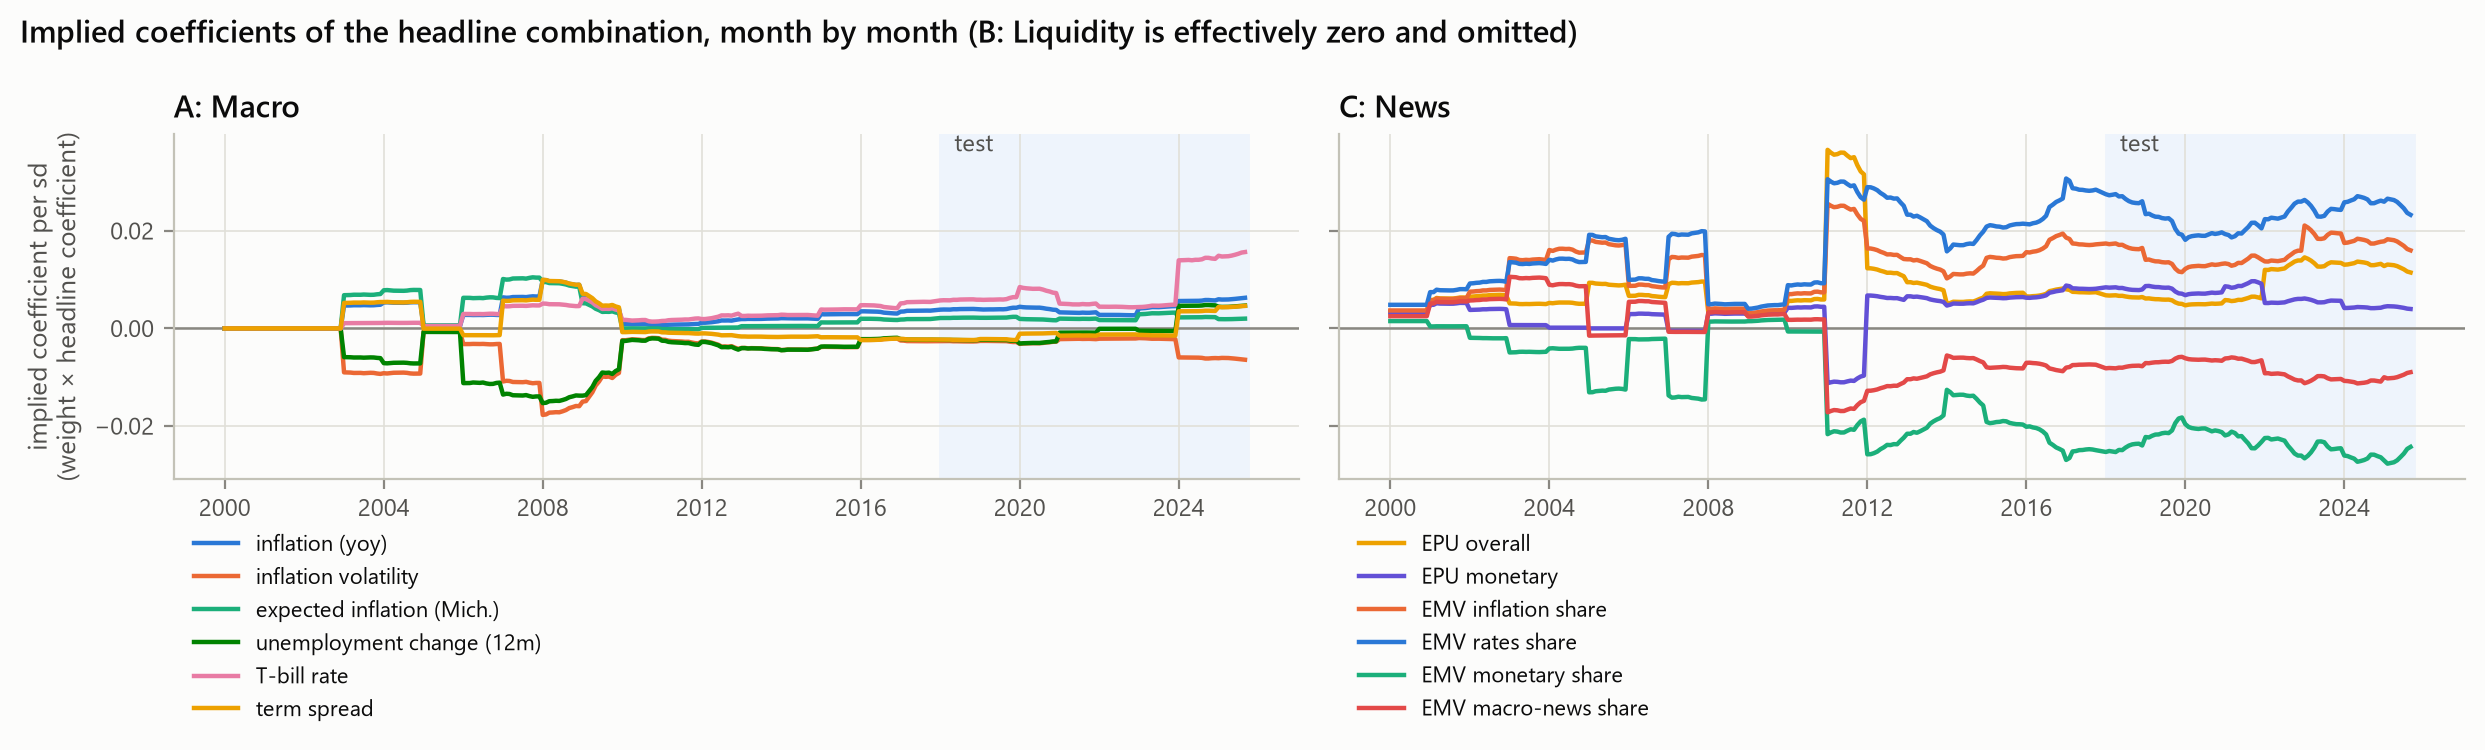 Implied coefficients of the headline combination, month by month (B: Liquidity is effectively zero and omitted)
A: Macro
implied coefficient per sd
(weight × headline coefficient)
0.02
0.00
−0.02
test
2000 2004 2008 2012 2016 2020 2024
inflation (yoy)
inflation volatility
expected inflation (Mich.)
unemployment change (12m)
T-bill rate
term spread
C: News
test
2000 2004 2008 2012 2016 2020 2024
EPU overall
EPU monetary
EMV inflation share
EMV rates share
EMV monetary share
EMV macro-news share